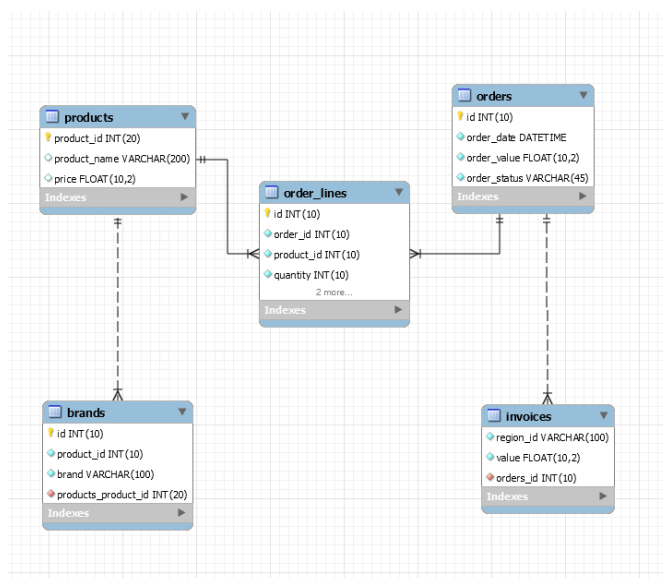 products
product_id INT(20)
product_name VARCHAR(200)
price FLOAT(10,2)
Indexes
orders
id INT(10)
order_date DATETIME
order_value FLOAT(10,2)
order_status VARCHAR(45)
Indexes
order_lines
id INT(10)
order_id INT(10)
product_id INT(10)
quantity INT(10)
2 more...
Indexes
brands
id INT(10)
product_id INT(10)
brand VARCHAR(100)
products_product_id INT(20)
Indexes
invoices
region_id VARCHAR(100)
value FLOAT(10,2)
orders_id INT(10)
Indexes